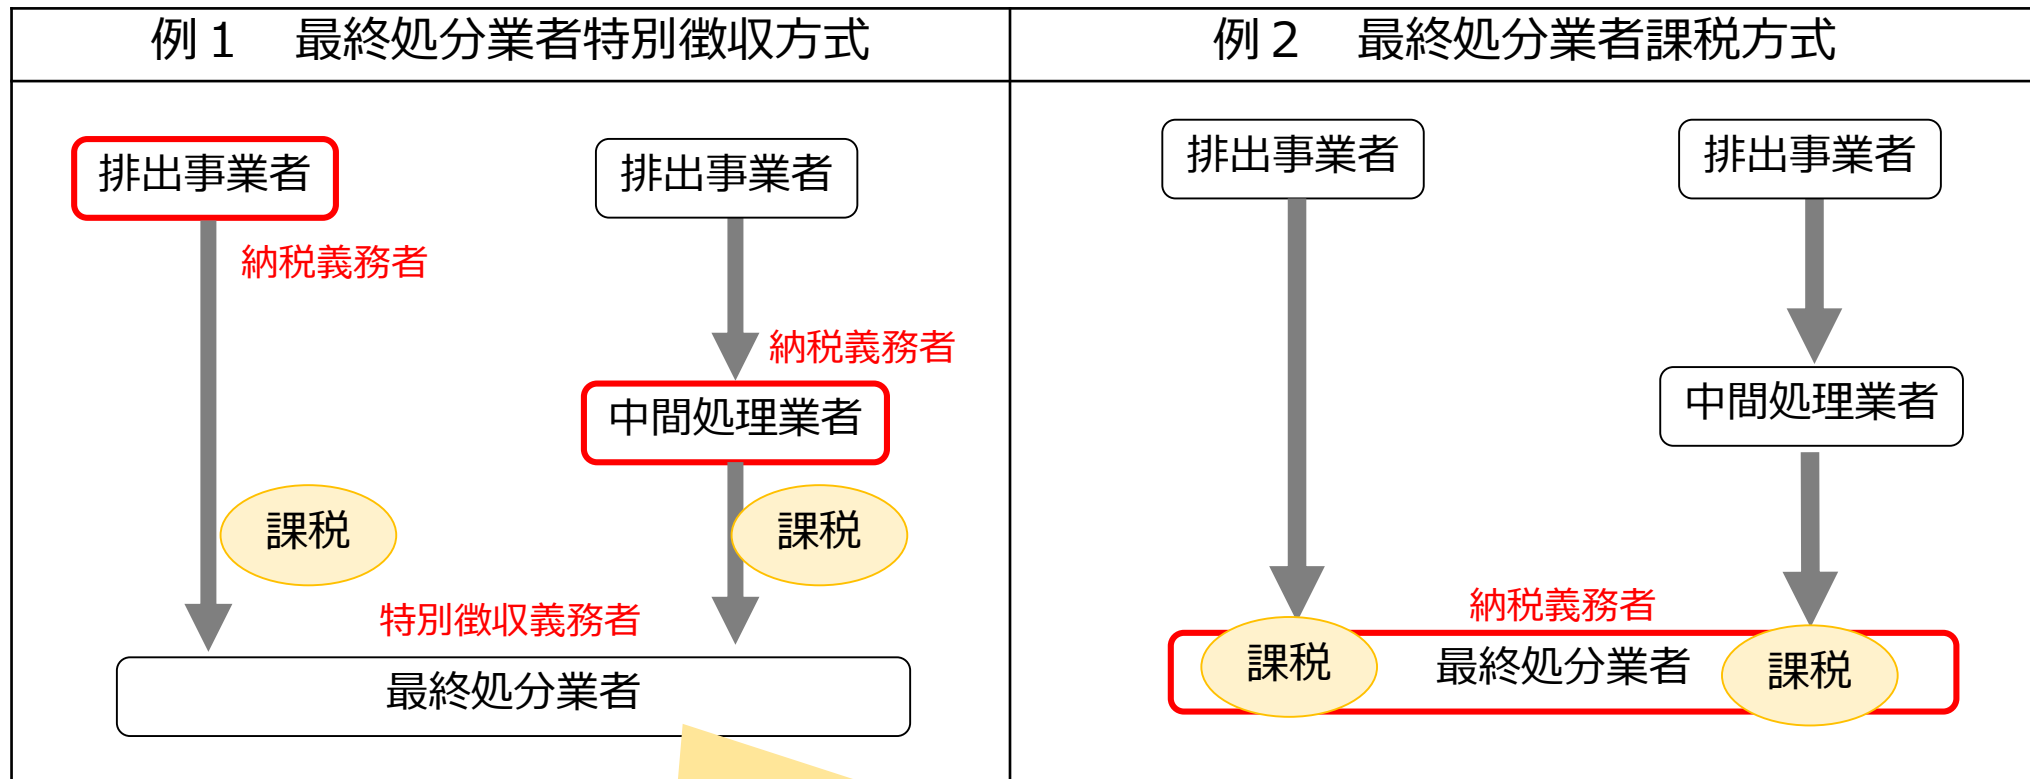 例１　最終処分業者特別徴収方式
排出事業者
排出事業者
納税義務者
納税義務者
中間処理業者
課税
課税
特別徴収義務者
最終処分業者
例２　最終処分業者課税方式
排出事業者
排出事業者
中間処理業者
納税義務者
課税
最終処分業者
課税